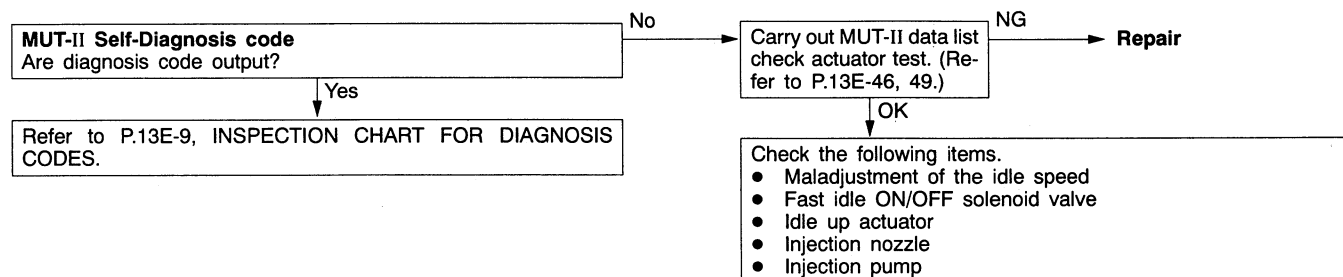 MUT-II Self-Diagnosis code
Are diagnosis code output?
No
Carry out MUT-II data list
check actuator test. (Re-
fer to P.13E-46, 49.)
NG
Repair
Yes
OK
Refer to P.13E-9, INSPECTION CHART FOR DIAGNOSIS
CODES.
Check the following items.
● Maladjustment of the idle speed
● Fast idle ON/OFF solenoid valve
● Idle up actuator
● Injection nozzle
● Injection pump